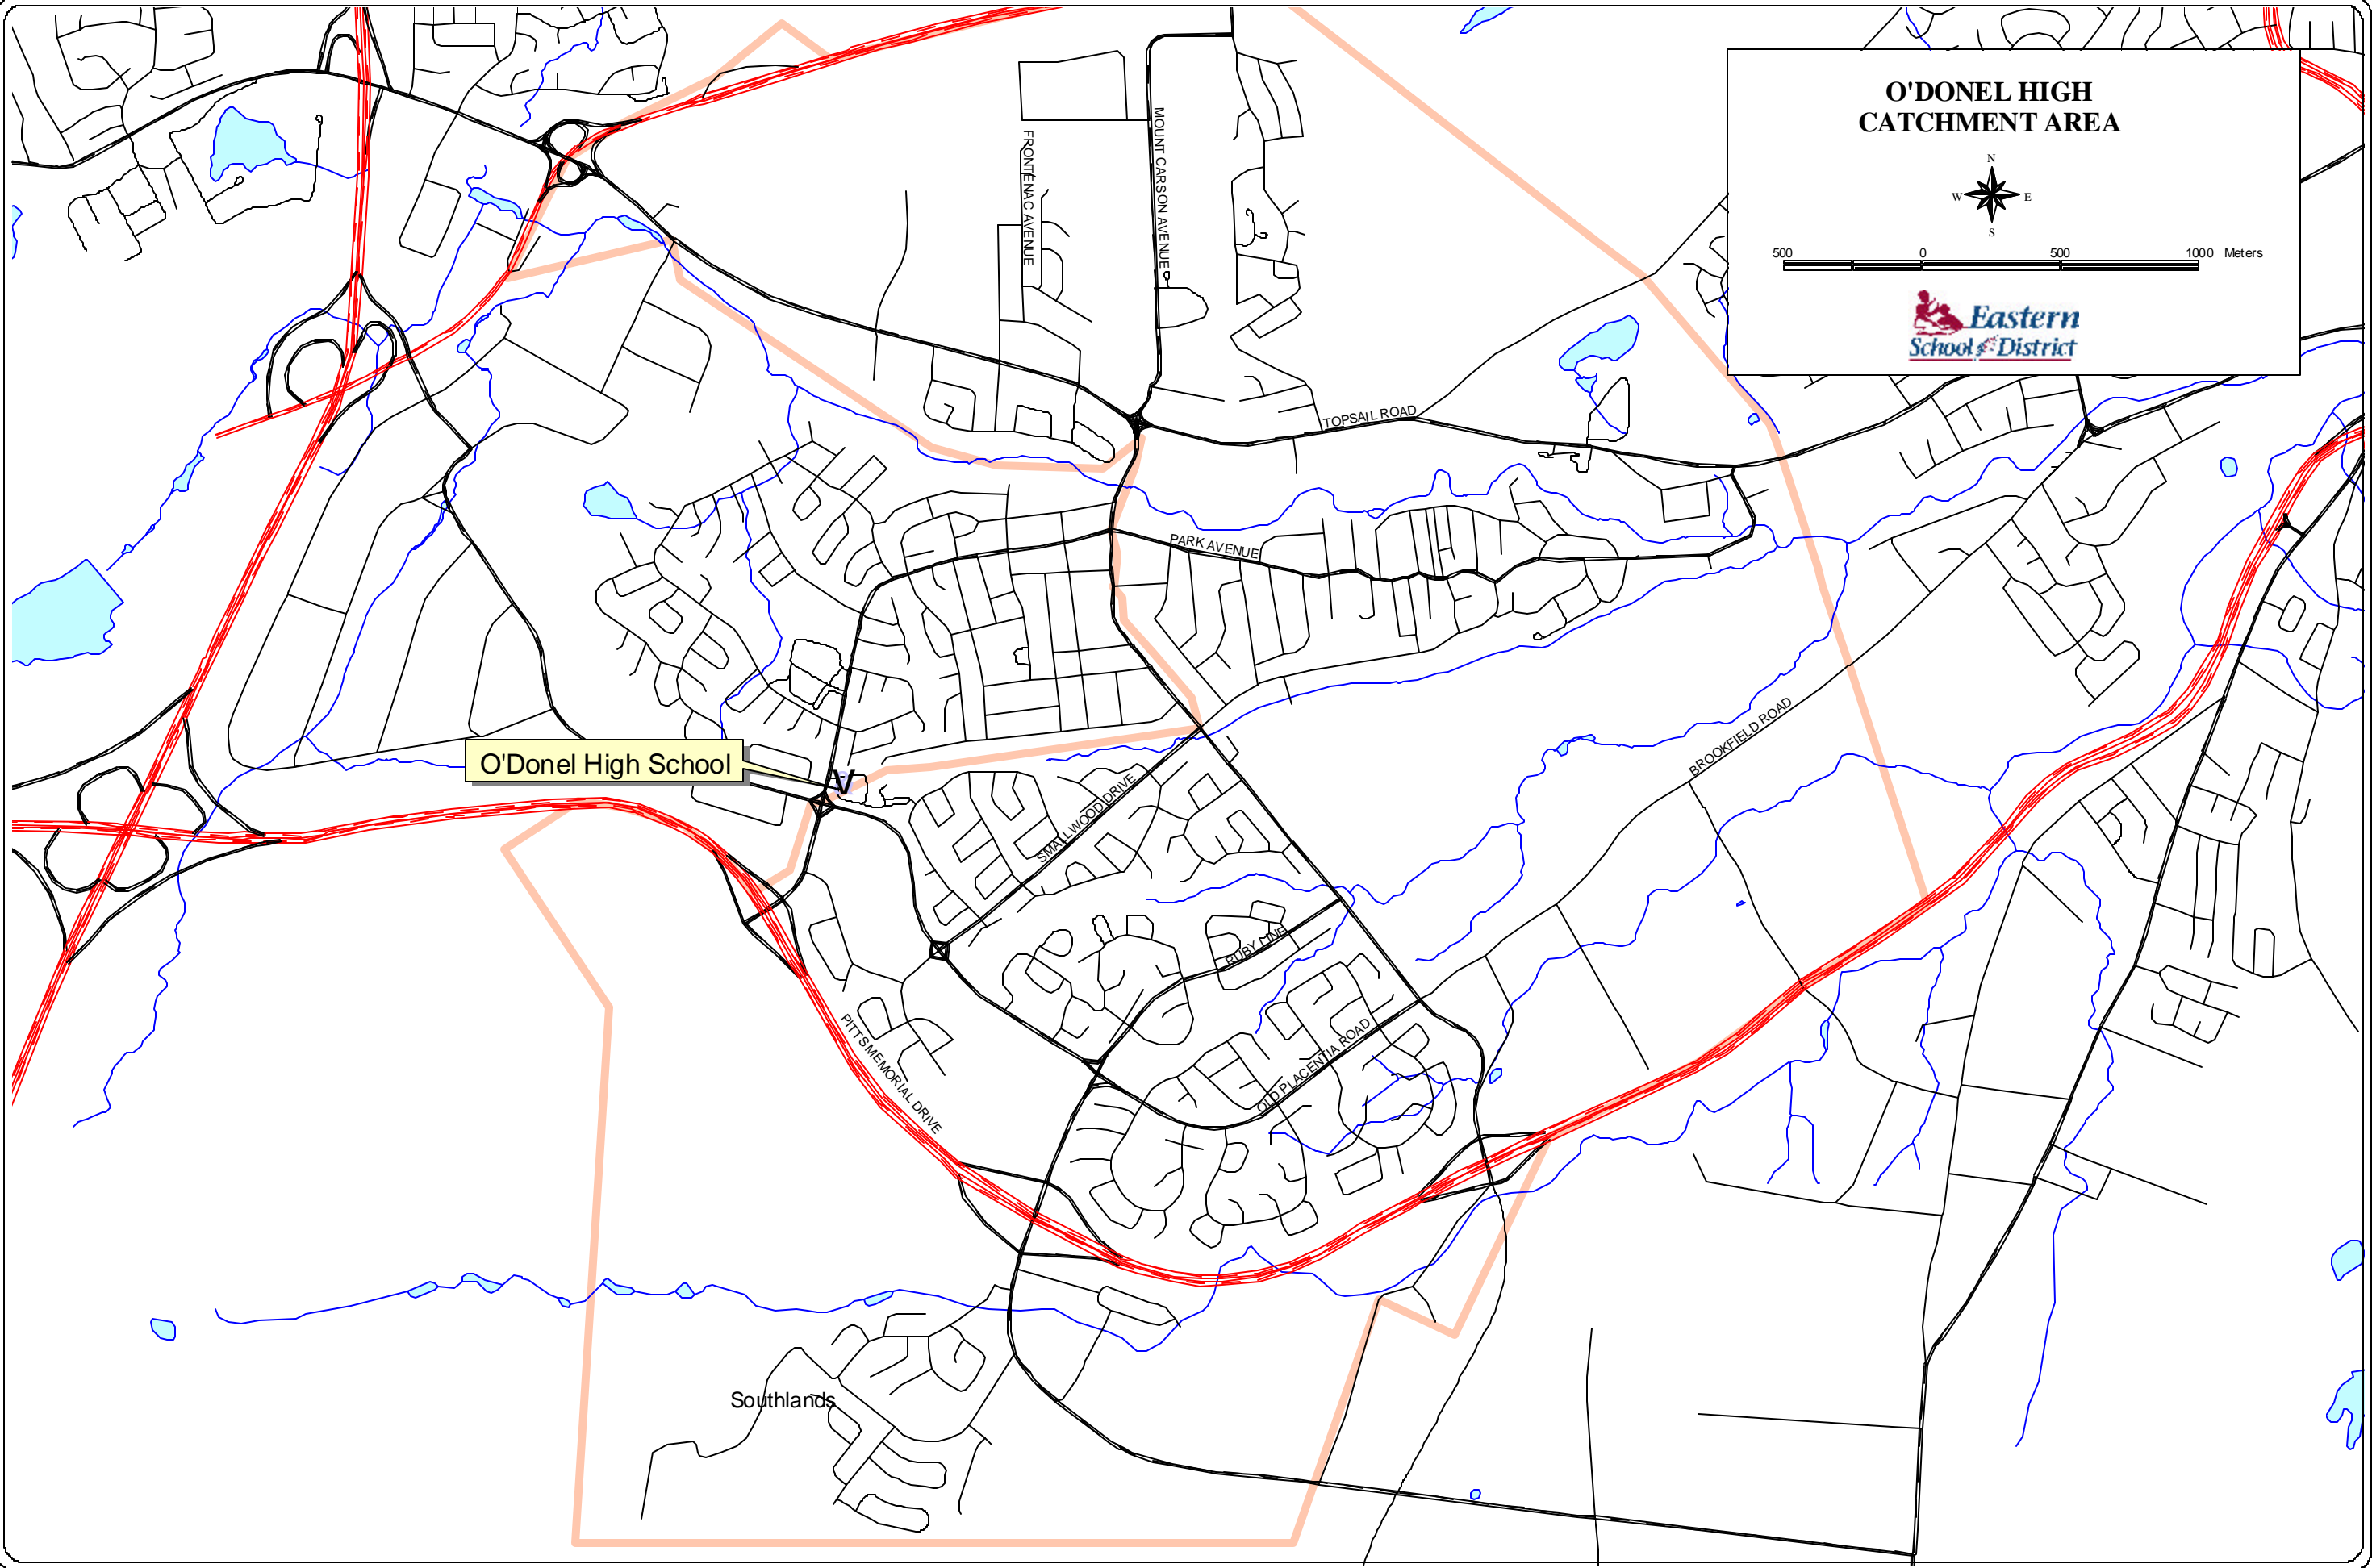 O'DONEL HIGH
CATCHMENT AREA
N
W E
S
500 0 500 1000 Meters
Eastern
School District
FRONTENAC AVENUE
MOUNT CARSON AVENUE
TOPSAIL ROAD
PARK AVENUE
BROOKFIELD ROAD
O'Donel High School
V
SMALLWOOD DRIVE
RUBY LINE
PITTS MEMORIAL DRIVE
OLD PLACENTIA ROAD
Southlands